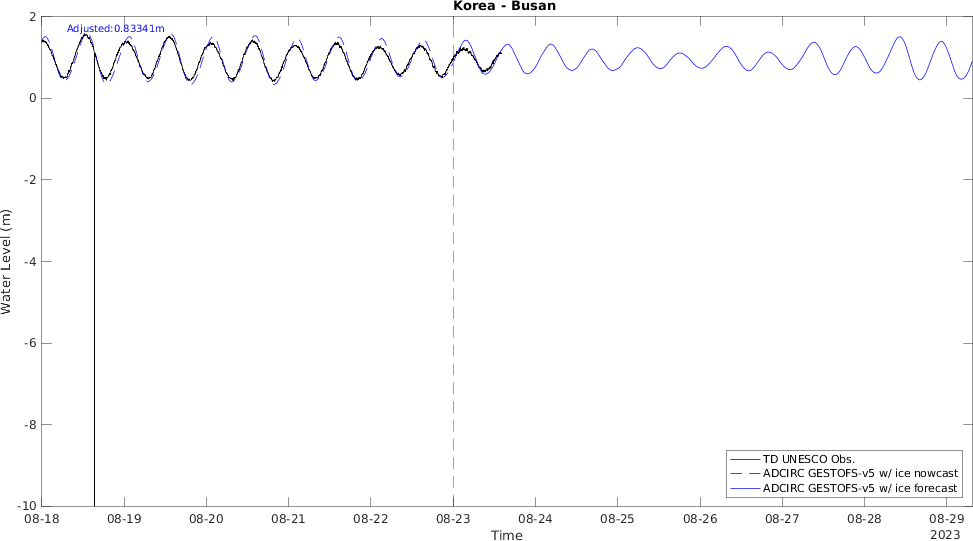 Korea - Busan
Adjusted:0.83341m
2
0
-2
-4
-6
-8
-10
Water Level (m)
08-18 08-19 08-20 08-21 08-22 08-23 08-24 08-25 08-26 08-27 08-28 08-29
2023
Time
TD UNESCO Obs.
ADCIRC GESTOFS-v5 w/ ice nowcast
ADCIRC GESTOFS-v5 w/ ice forecast